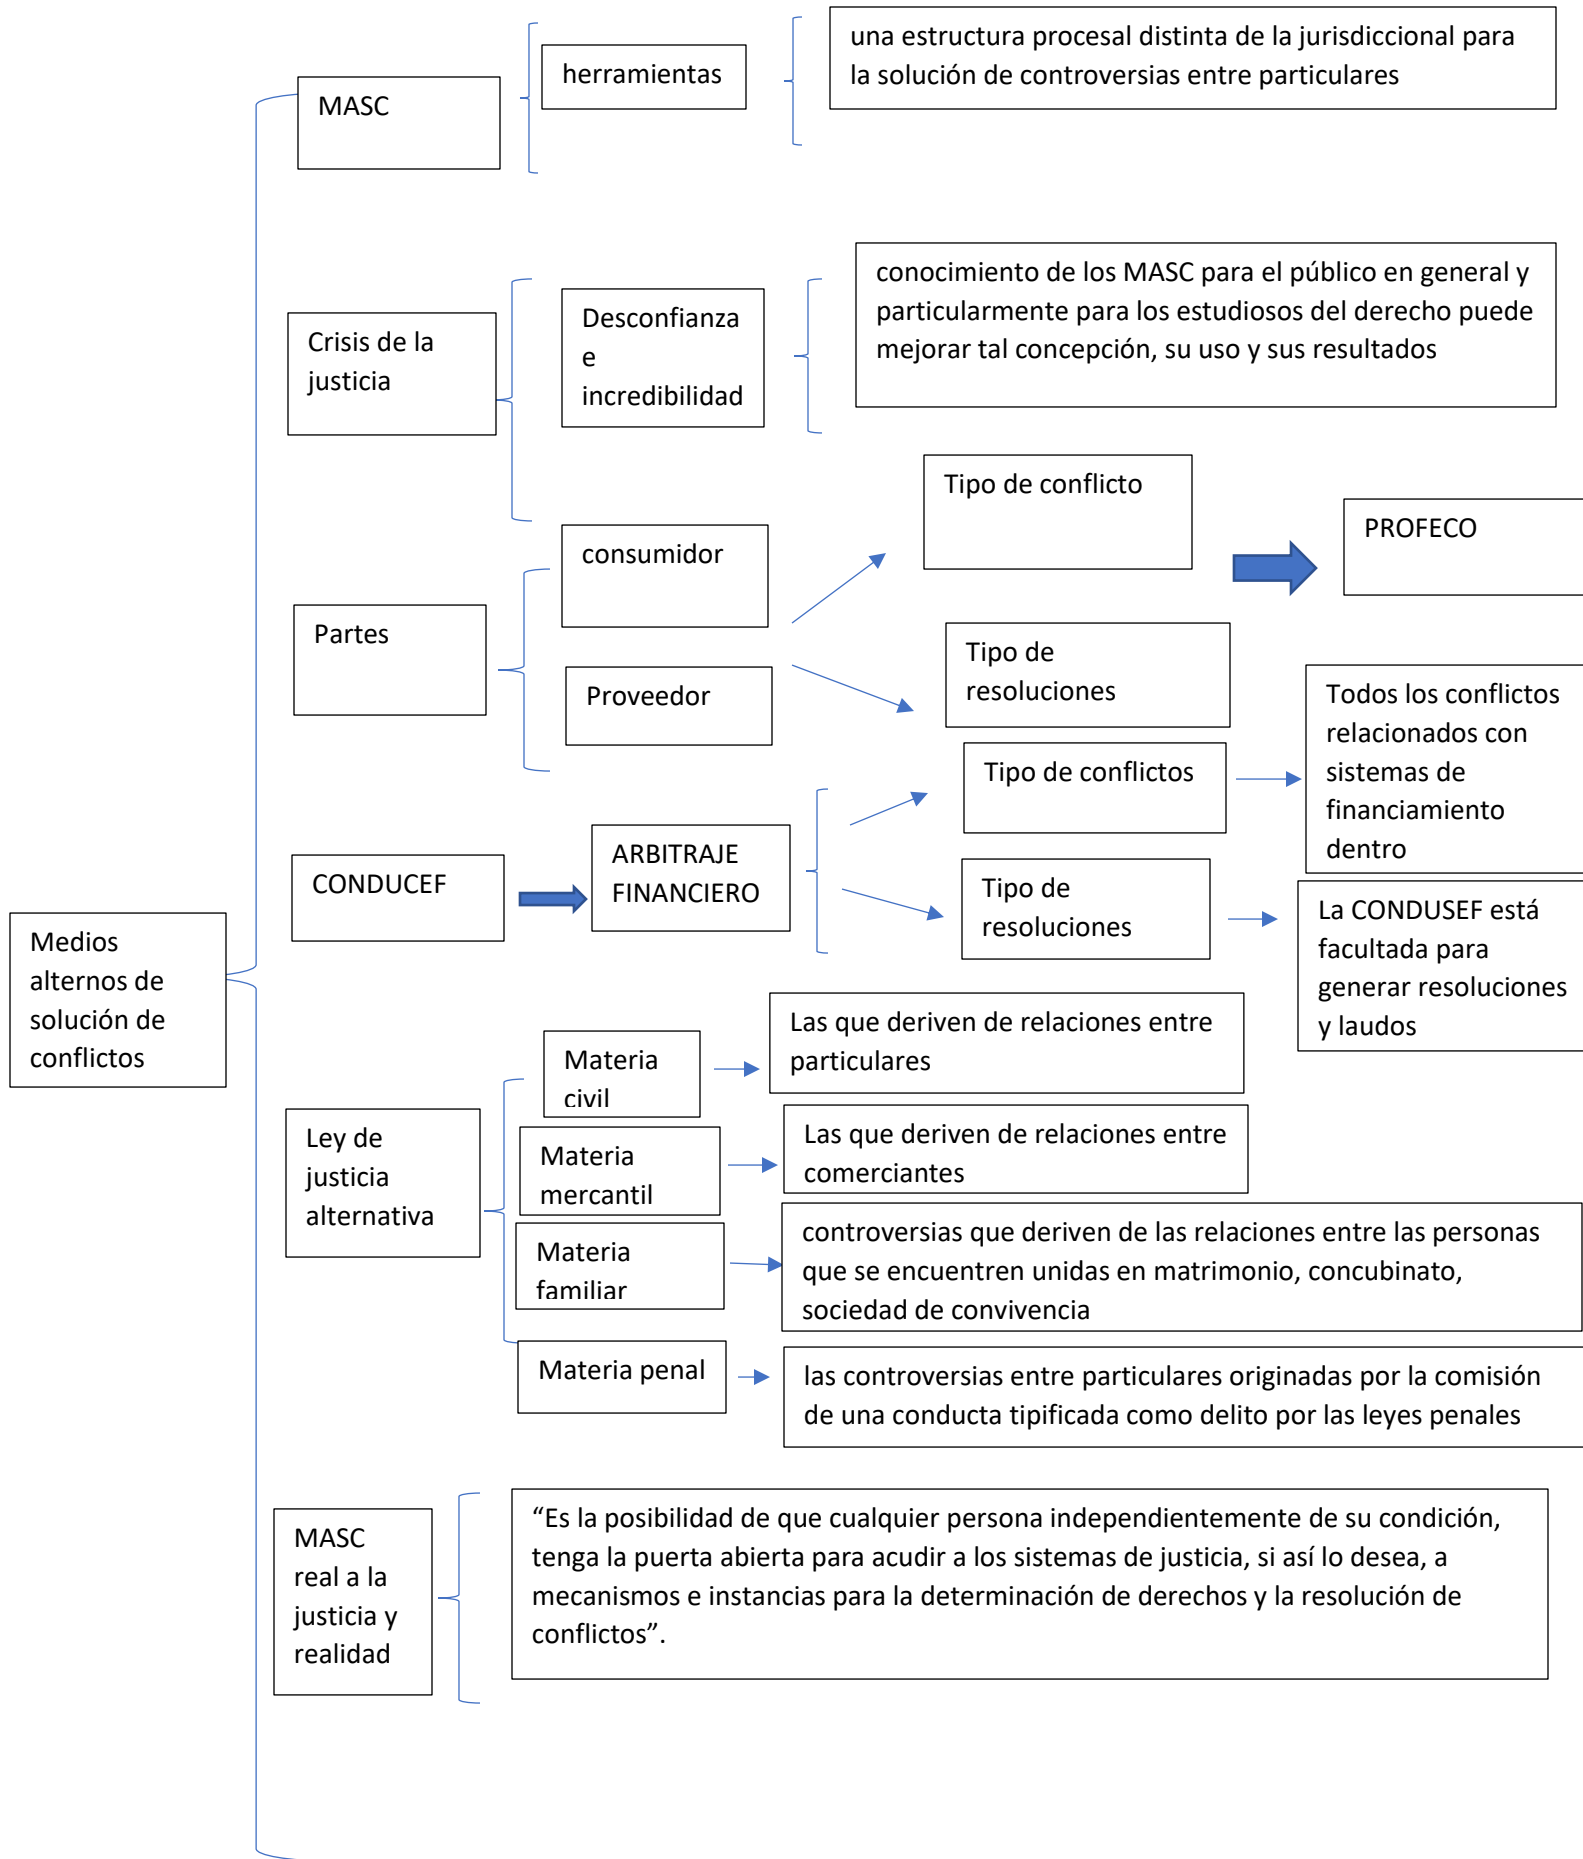 MASC
herramientas
una estructura procesal distinta de la jurisdiccional para
la solución de controversias entre particulares
Crisis de la
justicia
Desconfianza
e
incredibilidad
conocimiento de los MASC para el público en general y
particularmente para los estudiosos del derecho puede
mejorar tal concepción, su uso y sus resultados
Partes
consumidor
Proveedor
Tipo de conflicto
PROFECO
Tipo de
resoluciones
CONDUCEF
ARBITRAJE
FINANCIERO
Tipo de conflictos
Todos los conflictos
relacionados con
sistemas de
financiamiento
dentro
Tipo de
resoluciones
La CONDUSEF está
facultada para
generar resoluciones
y laudos
Medios
alternos de
solución de
conflictos
Ley de
justicia
alternativa
Materia
civil
Las que deriven de relaciones entre
particulares
Materia
mercantil
Las que deriven de relaciones entre
comerciantes
Materia
familiar
controversias que deriven de las relaciones entre las personas
que se encuentren unidas en matrimonio, concubinato,
sociedad de convivencia
Materia penal
las controversias entre particulares originadas por la comisión
de una conducta tipificada como delito por las leyes penales
MASC
real a la
justicia y
realidad
“Es la posibilidad de que cualquier persona independientemente de su condición,
tenga la puerta abierta para acudir a los sistemas de justicia, si así lo desea, a
mecanismos e instancias para la determinación de derechos y la resolución de
conflictos”.